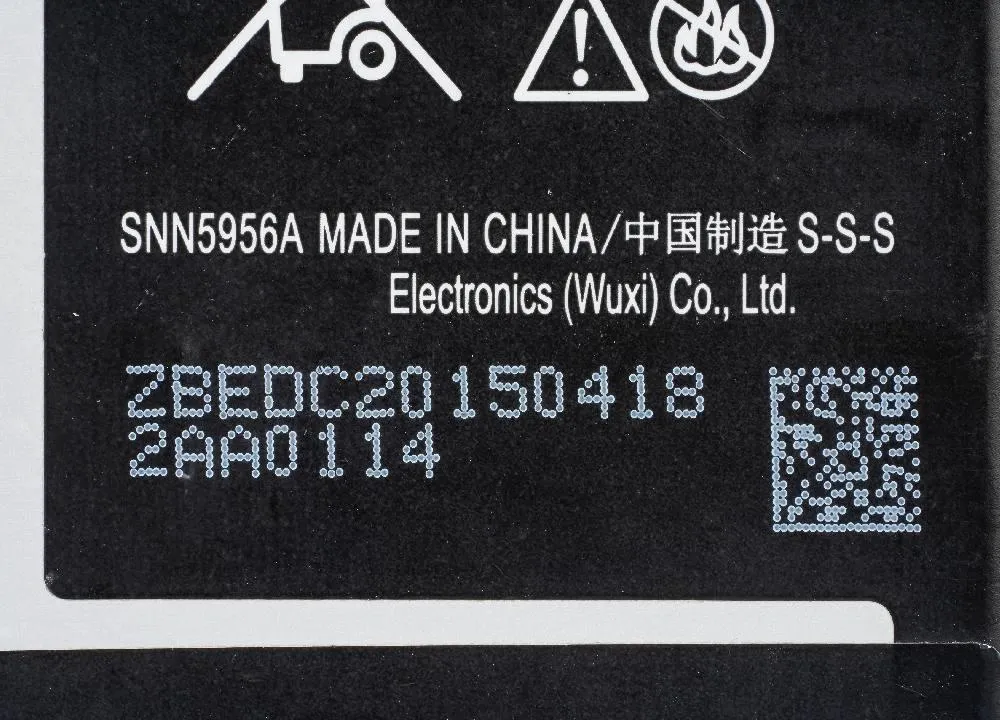 SNN5956A MADE IN CHINA/中国制造 S-S-S
Electronics (Wuxi) Co., Ltd.
ZBEDC20150418
2AA0114